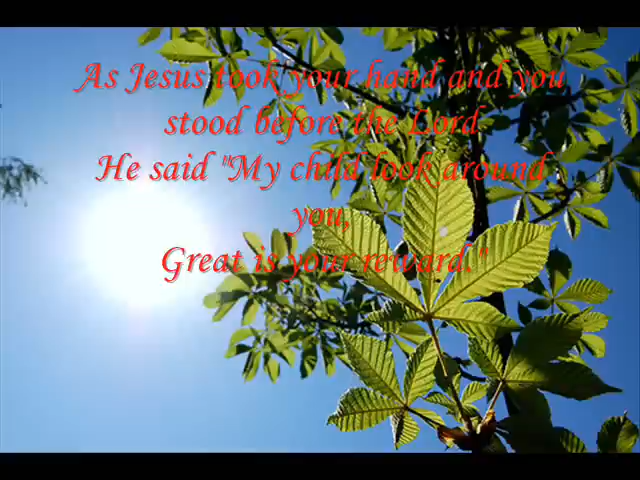 As Jesus took your hand and you
stood before the Lord
He said "My child look around
you,
Great is your reward."